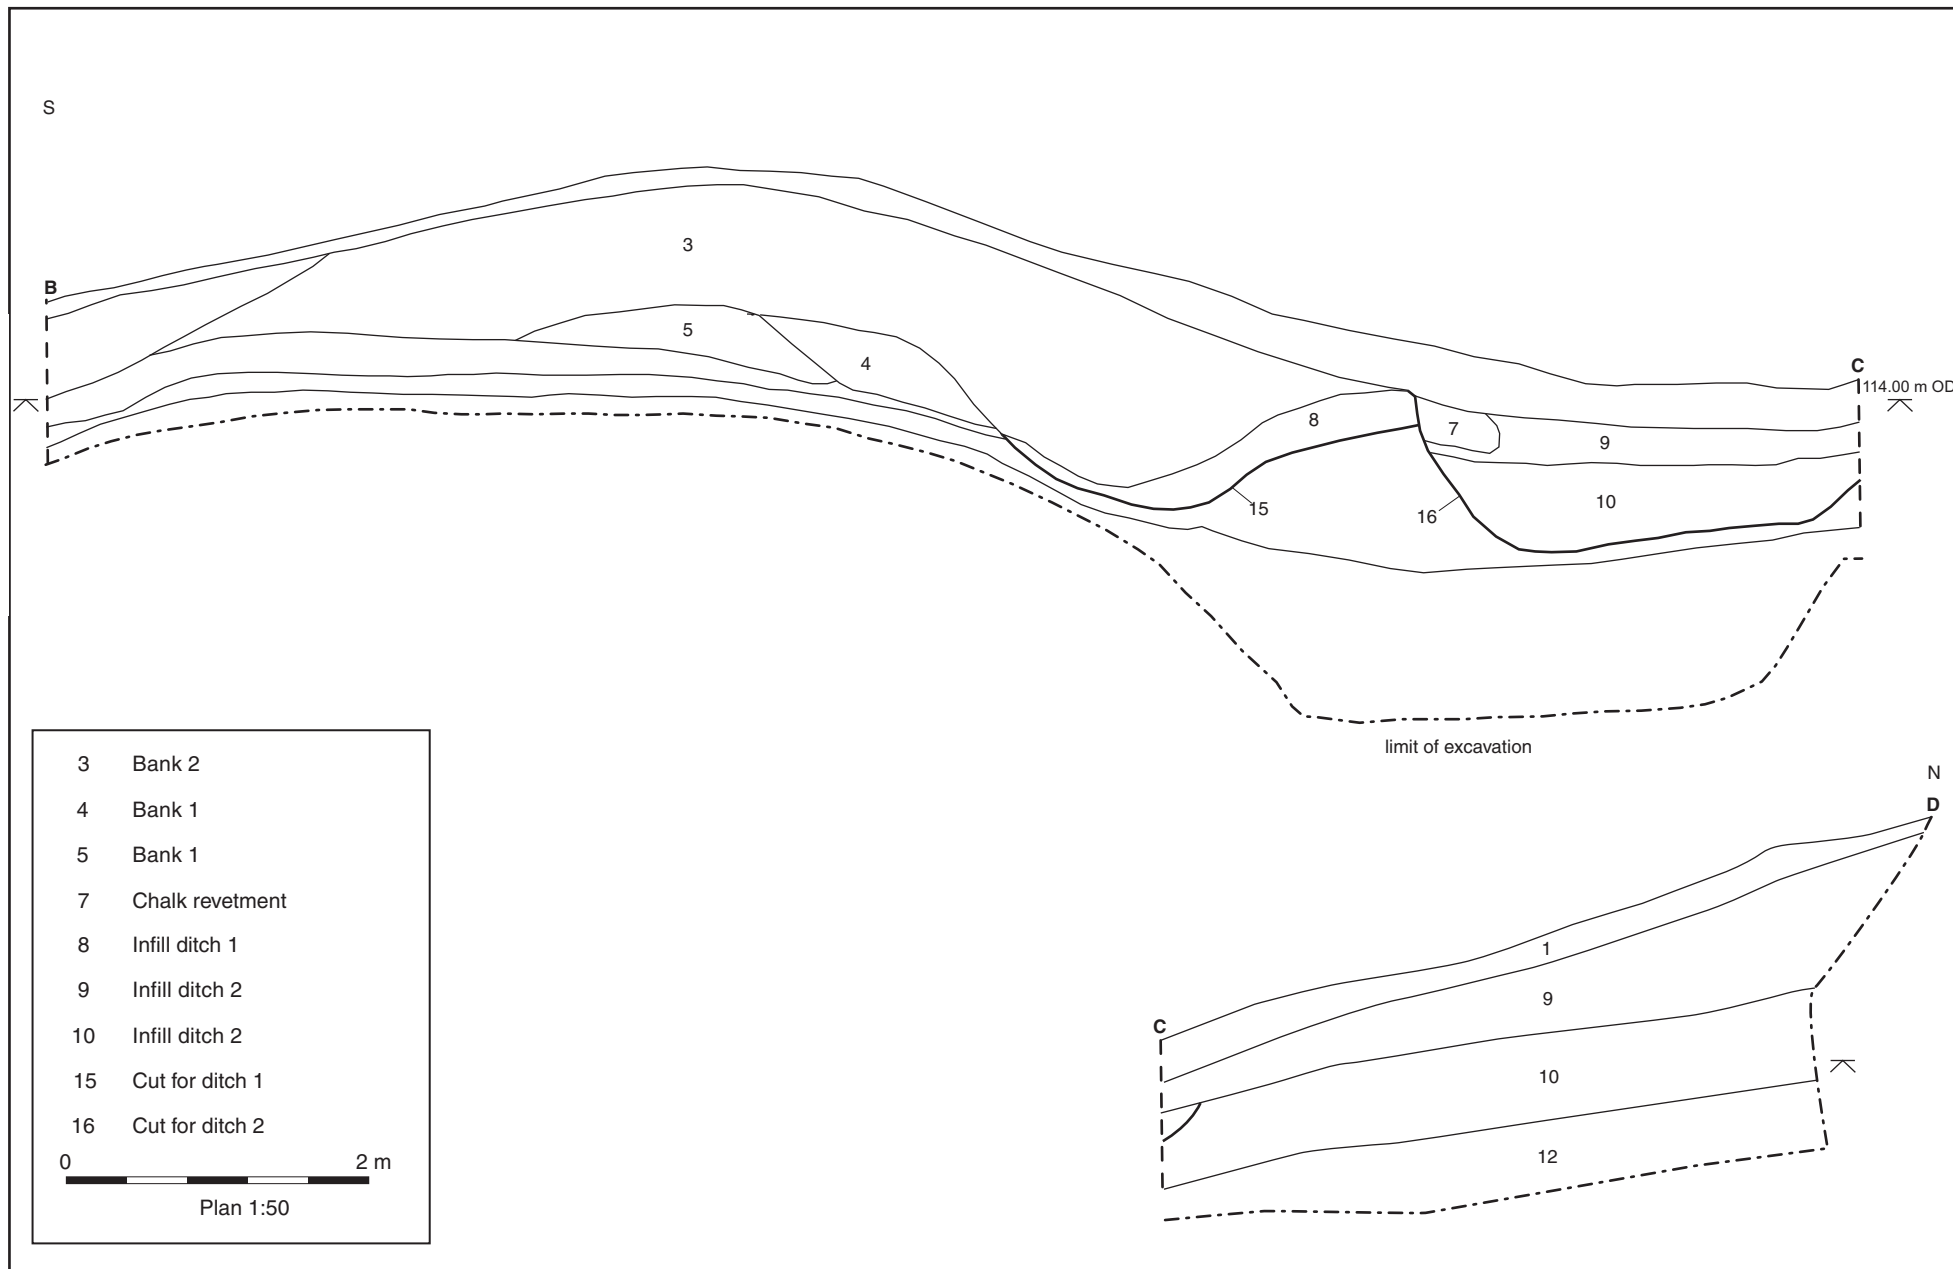 S
3
B
5
4
C
114.00 m OD
8
7
9
15
16
10
limit of excavation
N
D
3 Bank 2
4 Bank 1
5 Bank 1
7 Chalk revetment
8 Infill ditch 1
9 Infill ditch 2
10 Infill ditch 2
15 Cut for ditch 1
16 Cut for ditch 2
0 2 m
Plan 1:50
1
9
C
10
12